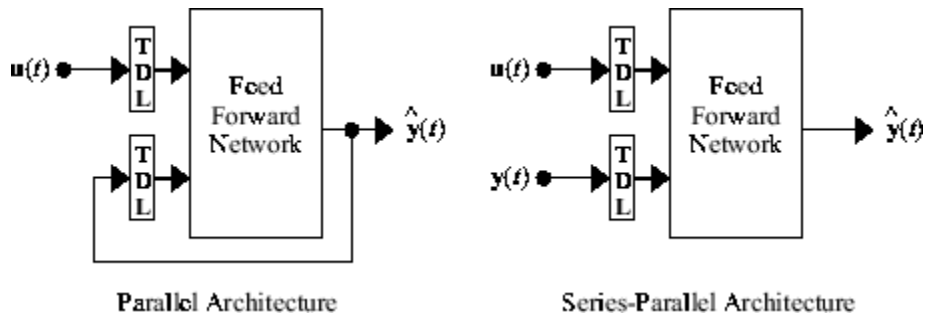 u(t)
T
D
L
T
D
L
Feed
Forward
Network
ŷ(t)
Parallel Architecture
u(t)
y(t)
T
D
L
T
D
L
Feed
Forward
Network
ŷ(t)
Series-Parallel Architecture